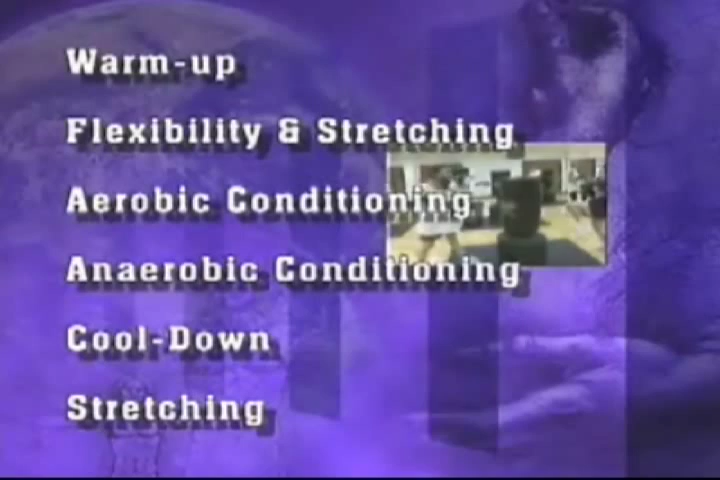 Warm-up
Flexibility & Stretching
Aerobic Conditioning
Anaerobic Conditioning
Cool-Down
Stretching